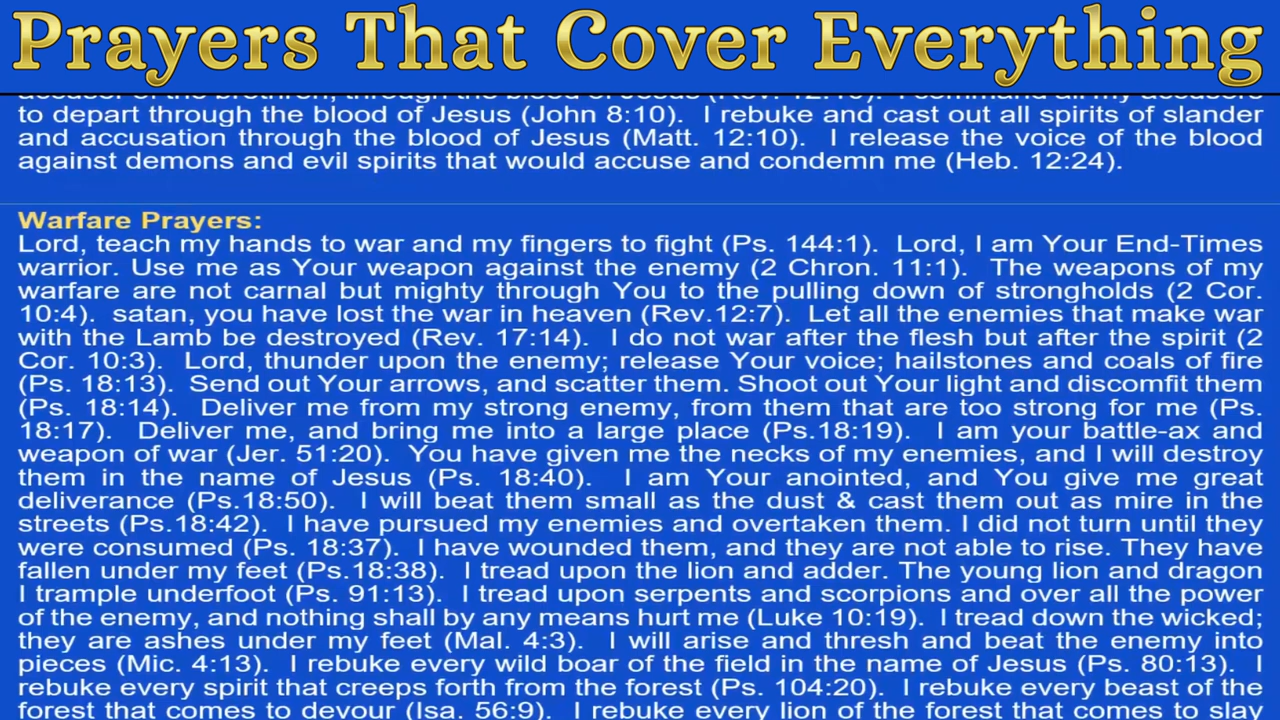 Prayers That Cover Everything
to depart through the blood of Jesus (John 8:10).  I rebuke and cast out all spirits of slander
and accusation through the blood of Jesus (Matt. 12:10).  I release the voice of the blood
against demons and evil spirits that would accuse and condemn me (Heb. 12:24).
Warfare Prayers:
Lord, teach my hands to war and my fingers to fight (Ps. 144:1).  Lord, I am Your End-Times
warrior. Use me as Your weapon against the enemy (2 Chron. 11:1).  The weapons of my
warfare are not carnal but mighty through You to the pulling down of strongholds (2 Cor.
10:4).  satan, you have lost the war in heaven (Rev.12:7).  Let all the enemies that make war
with the Lamb be destroyed (Rev. 17:14).  I do not war after the flesh but after the spirit (2
Cor. 10:3).  Lord, thunder upon the enemy; release Your voice; hailstones and coals of fire
(Ps. 18:13).  Send out Your arrows, and scatter them. Shoot out Your light and discomfit them
(Ps. 18:14).  Deliver me from my strong enemy, from them that are too strong for me (Ps.
18:17).  Deliver me, and bring me into a large place (Ps.18:19).  I am your battle-ax and
weapon of war (Jer. 51:20).  You have given me the necks of my enemies, and I will destroy
them in the name of Jesus (Ps. 18:40).  I am Your anointed, and You give me great
deliverance (Ps.18:50).  I will beat them small as the dust & cast them out as mire in the
streets (Ps.18:42).  I have pursued my enemies and overtaken them. I did not turn until they
were consumed (Ps. 18:37).  I have wounded them, and they are not able to rise. They have
fallen under my feet (Ps.18:38).  I tread upon the lion and adder. The young lion and dragon
I trample underfoot (Ps. 91:13).  I tread upon serpents and scorpions and over all the power
of the enemy, and nothing shall by any means hurt me (Luke 10:19).  I tread down the wicked;
they are ashes under my feet (Mal. 4:3).  I will arise and thresh and beat the enemy into
pieces (Mic. 4:13).  I rebuke every wild boar of the field in the name of Jesus (Ps. 80:13).  I
rebuke every spirit that creeps forth from the forest (Ps. 104:20).  I rebuke every beast of the
forest that comes to devour (Isa. 56:9).  I rebuke every lion of the forest that comes to slay